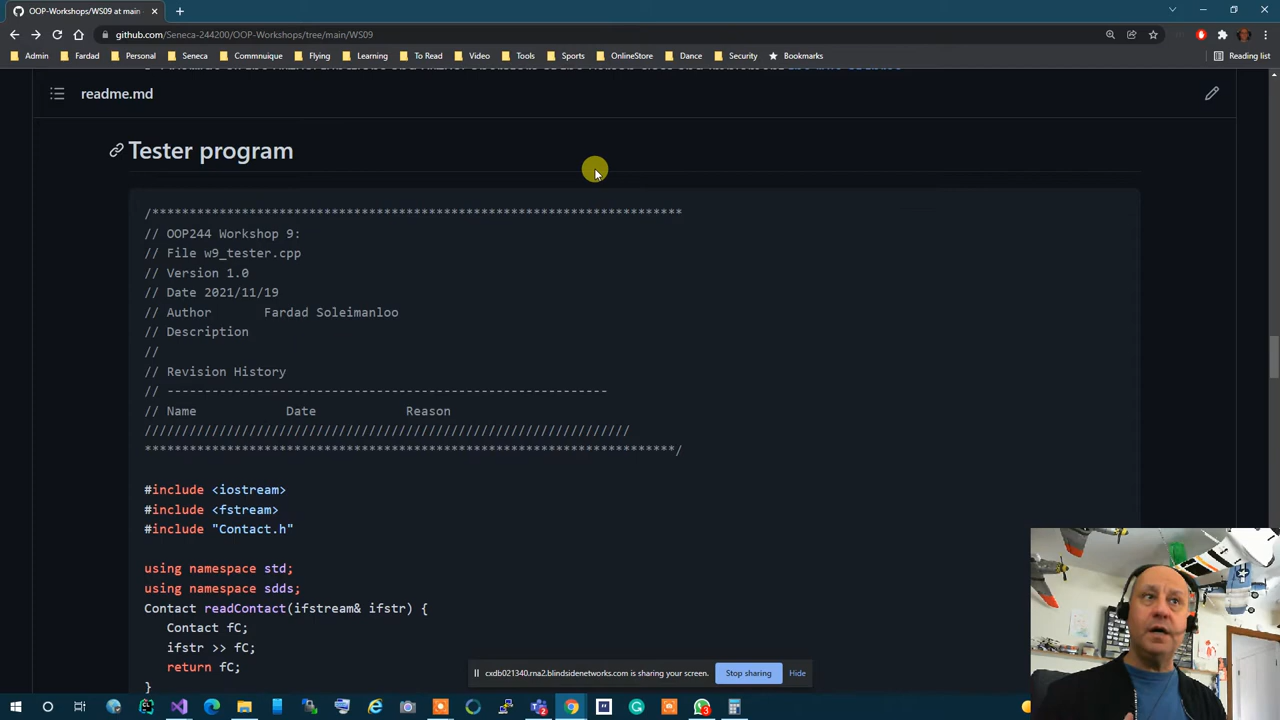 OOP-Workshops/WS09 at main
github.com/Seneca-244200/OOP-Workshops/tree/main/WS09
Admin Fardad Personal Seneca Commnuique Flying Learning To Read Video Tools Sports OnlineStore Dance Security Bookmarks Reading list
readme.md
Tester program
/***********************************************************************
// OOP244 Workshop 9:
// File w9_tester.cpp
// Version 1.0
// Date 2021/11/19
// Author Fardad Soleimanloo
// Description
//
// Revision History
// -----------------------------------------------------------
// Name Date Reason
/////////////////////////////////////////////////////////////////
***********************************************************************/
#include <iostream>
#include <fstream>
#include "Contact.h"
using namespace std;
using namespace sdds;
Contact readContact(ifstream& ifstr) {
Contact fC;
ifstr >> fC;
return fC;
}
cxdb021340.rna2.blindsidenetworks.com is sharing your screen. Stop sharing Hide